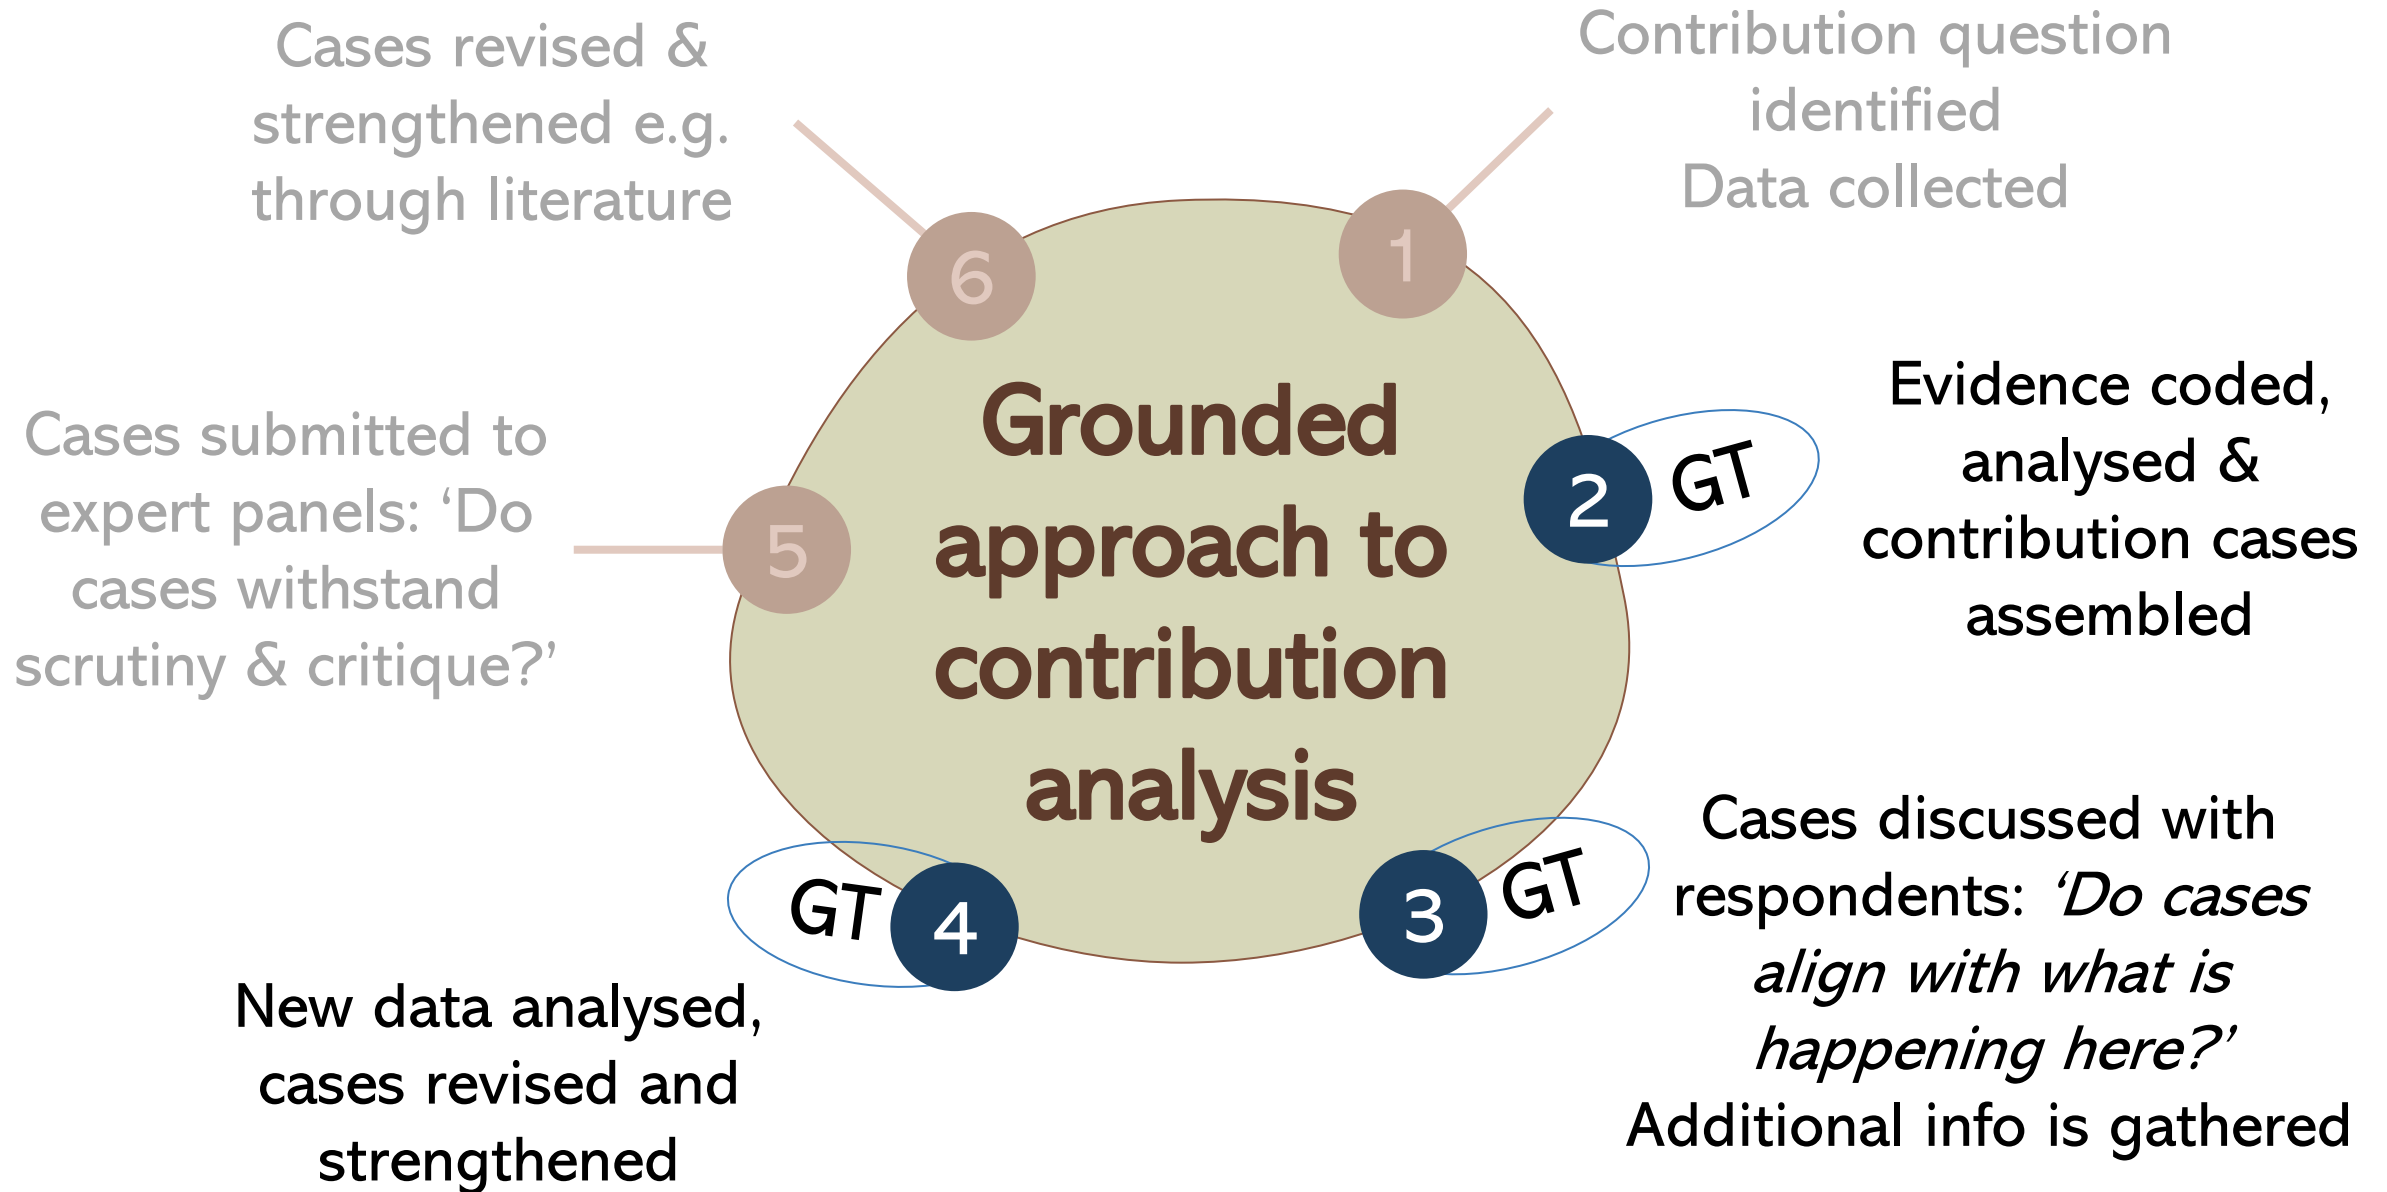 Contribution question
identified
Data collected
1
Evidence coded,
analysed &
contribution cases
assembled
2
GT
Cases discussed with
respondents: ‘Do cases
align with what is
happening here?’
Additional info is gathered
3
GT
New data analysed,
cases revised and
strengthened
GT
4
Cases submitted to
expert panels: ‘Do
cases withstand
scrutiny & critique?’
5
Cases revised &
strengthened e.g.
through literature
6
Grounded
approach to
contribution
analysis